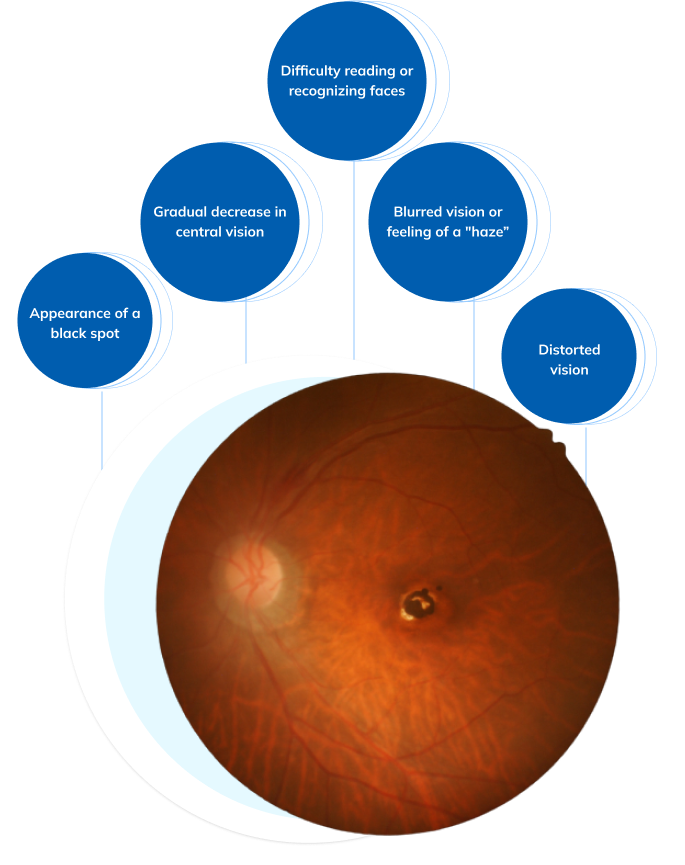 Difficulty reading or
recognizing faces
Gradual decrease in
central vision
Blurred vision or
feeling of a "haze"
Appearance of a
black spot
Distorted
vision